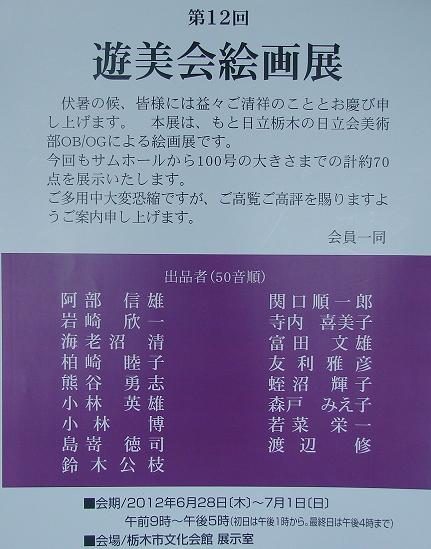 第12回
遊美会絵画展
伏暑の候、皆様には益々ご清祥のこととお慶び申
し上げます。 本展は、もと日立栃木の日立会美術
部OB/OGによる絵画展です。
今回もサムホールから100号の大きさまでの計約70
点を展示いたします。
ご多用中大変恐縮ですが、ご高覧ご高評を賜りますよ
うご案内申し上げます。
会員一同
出品者(50音順)
阿部 信雄
岩崎 欣一
海老沼 清
柏崎 睦子
熊谷 勇志
小林 英雄
小林 博
島嵜 徳司
鈴木公枝
関口順一郎
寺内 喜美子
富田 文雄
友利雅彦
蛭沼 輝子
森戸 みえ子
若菜 栄一
渡辺 修
■会期/2012年6月28日[木]～7月1日[日]
午前9時～午後5時(初日は午後1時から。最終日は午後4時まで)
■会場/栃木市文化会館 展示室